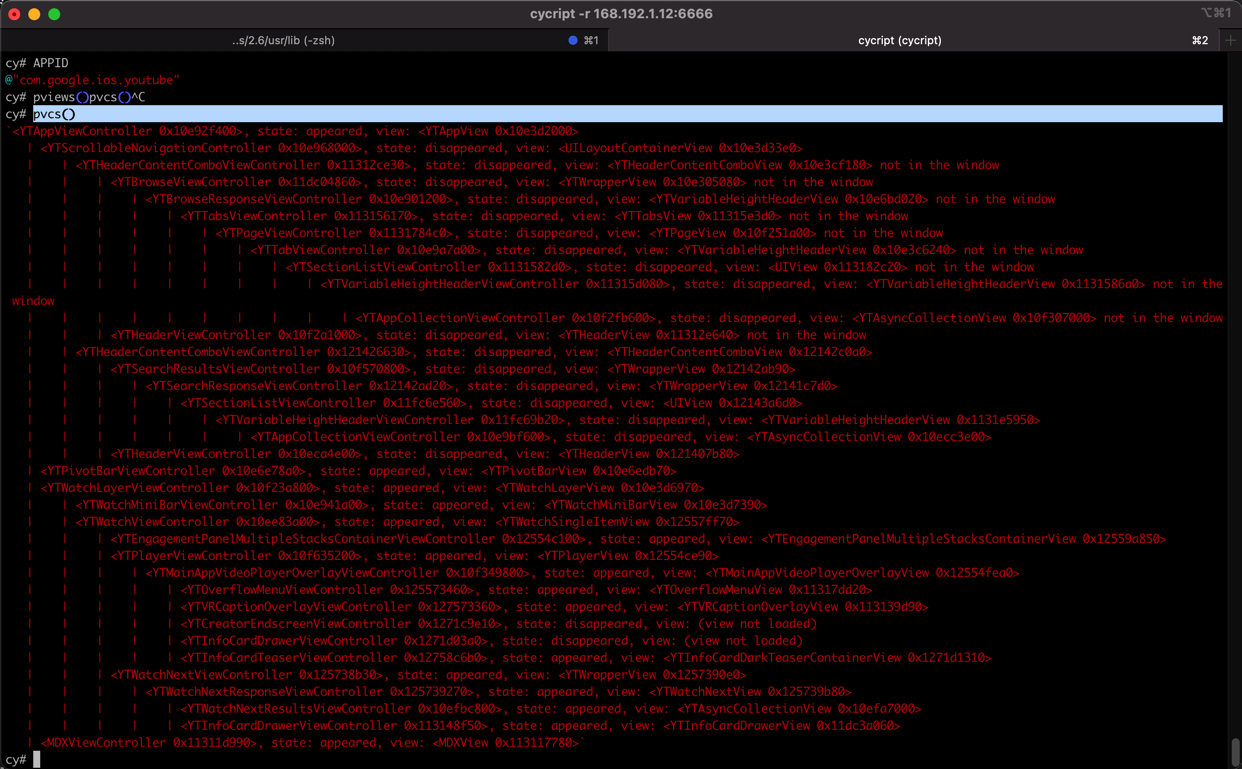 cycript -r 168.192.1.12:6666
⌥⌘1
..s/2.6/usr/lib (-zsh)
⌘1
cycript (cycript)
⌘2
cy# APPID
@"com.google.ios.youtube"
cy# pviews()pvcs()^C
cy# pvcs()
`<YTAppViewController 0x10e92f400>, state: appeared, view: <YTAppView 0x10e3d2000>
| <YTScrollableNavigationController 0x10e968000>, state: disappeared, view: <UILayoutContainerView 0x10e3d33e0>
| | <YTHeaderContentComboViewController 0x11312ce30>, state: disappeared, view: <YTHeaderContentComboView 0x10e3cf180> not in the window
| | | <YTBrowseViewController 0x11dc04860>, state: disappeared, view: <YTWrapperView 0x10e305080> not in the window
| | | | <YTBrowseResponseViewController 0x10e901200>, state: disappeared, view: <YTVariableHeightHeaderView 0x10e6bd020> not in the window
| | | | | <YTTabsViewController 0x113156170>, state: disappeared, view: <YTTabsView 0x11315e3d0> not in the window
| | | | | | <YTPageViewController 0x1131784c0>, state: disappeared, view: <YTPageView 0x10f251a00> not in the window
| | | | | | | <YTTabViewController 0x10e9a7a00>, state: disappeared, view: <YTVariableHeightHeaderView 0x10e3c6240> not in the window
| | | | | | | | <YTSectionListViewController 0x1131582d0>, state: disappeared, view: <UIView 0x113182c20> not in the window
| | | | | | | | | <YTVariableHeightHeaderViewController 0x11315d080>, state: disappeared, view: <YTVariableHeightHeaderView 0x1131586a0> not in the
window
| | | | | | | | | | <YTAppCollectionViewController 0x10f2fb600>, state: disappeared, view: <YTAsyncCollectionView 0x10f307000> not in the window
| | | <YTHeaderViewController 0x10f2a1000>, state: disappeared, view: <YTHeaderView 0x11312e640> not in the window
| | <YTHeaderContentComboViewController 0x121426630>, state: disappeared, view: <YTHeaderContentComboView 0x12142c0a0>
| | | <YTSearchResultsViewController 0x10f570800>, state: disappeared, view: <YTWrapperView 0x12142ab90>
| | | | <YTSearchResponseViewController 0x12142ad20>, state: disappeared, view: <YTWrapperView 0x12141c7d0>
| | | | | <YTSectionListViewController 0x11fc6e560>, state: disappeared, view: <UIView 0x12143a6d0>
| | | | | | <YTVariableHeightHeaderViewController 0x11fc69b20>, state: disappeared, view: <YTVariableHeightHeaderView 0x1131e5950>
| | | | | | | <YTAppCollectionViewController 0x10e9bf600>, state: disappeared, view: <YTAsyncCollectionView 0x10ecc3e00>
| | | <YTHeaderViewController 0x10eca4e00>, state: disappeared, view: <YTHeaderView 0x121407b80>
| <YTPivotBarViewController 0x10e6e78a0>, state: appeared, view: <YTPivotBarView 0x10e6edb70>
| <YTWatchLayerViewController 0x10f23a800>, state: appeared, view: <YTWatchLayerView 0x10e3d6970>
| | <YTWatchMiniBarViewController 0x10e941a00>, state: appeared, view: <YTWatchMiniBarView 0x10e3d7390>
| | <YTWatchViewController 0x10ee83a00>, state: appeared, view: <YTWatchSingleItemView 0x12557ff70>
| | | <YTEngagementPanelMultipleStacksContainerViewController 0x12554c100>, state: appeared, view: <YTEngagementPanelMultipleStacksContainerView 0x12559a850>
| | | <YTPlayerViewController 0x10f635200>, state: appeared, view: <YTPlayerView 0x12554ce90>
| | | | <YTMainAppVideoPlayerOverlayViewController 0x10f349800>, state: appeared, view: <YTMainAppVideoPlayerOverlayView 0x12554fea0>
| | | | | <YTOverflowMenuViewController 0x125573460>, state: appeared, view: <YTOverflowMenuView 0x11317dd20>
| | | | | <YTVRCaptionOverlayViewController 0x127573360>, state: appeared, view: <YTVRCaptionOverlayView 0x113139d90>
| | | | | <YTCreatorEndscreenViewController 0x1271c9e10>, state: disappeared, view: (view not loaded)
| | | | | <YTInfoCardDrawerViewController 0x1271d03a0>, state: disappeared, view: (view not loaded)
| | | | | <YTInfoCardTeaserViewController 0x12758c6b0>, state: appeared, view: <YTInfoCardDarkTeaserContainerView 0x1271d1310>
| | | <YTWatchNextViewController 0x125738b30>, state: appeared, view: <YTWrapperView 0x1257390e0>
| | | | <YTWatchNextResponseViewController 0x125739270>, state: appeared, view: <YTWatchNextView 0x125739b80>
| | | | | <YTWatchNextResultsViewController 0x10efbc800>, state: appeared, view: <YTAsyncCollectionView 0x10efa7000>
| | | | | <YTInfoCardDrawerViewController 0x113148f50>, state: appeared, view: <YTInfoCardDrawerView 0x11dc3a060>
| <MDXViewController 0x11311d990>, state: appeared, view: <MDXView 0x113117780>`
cy#